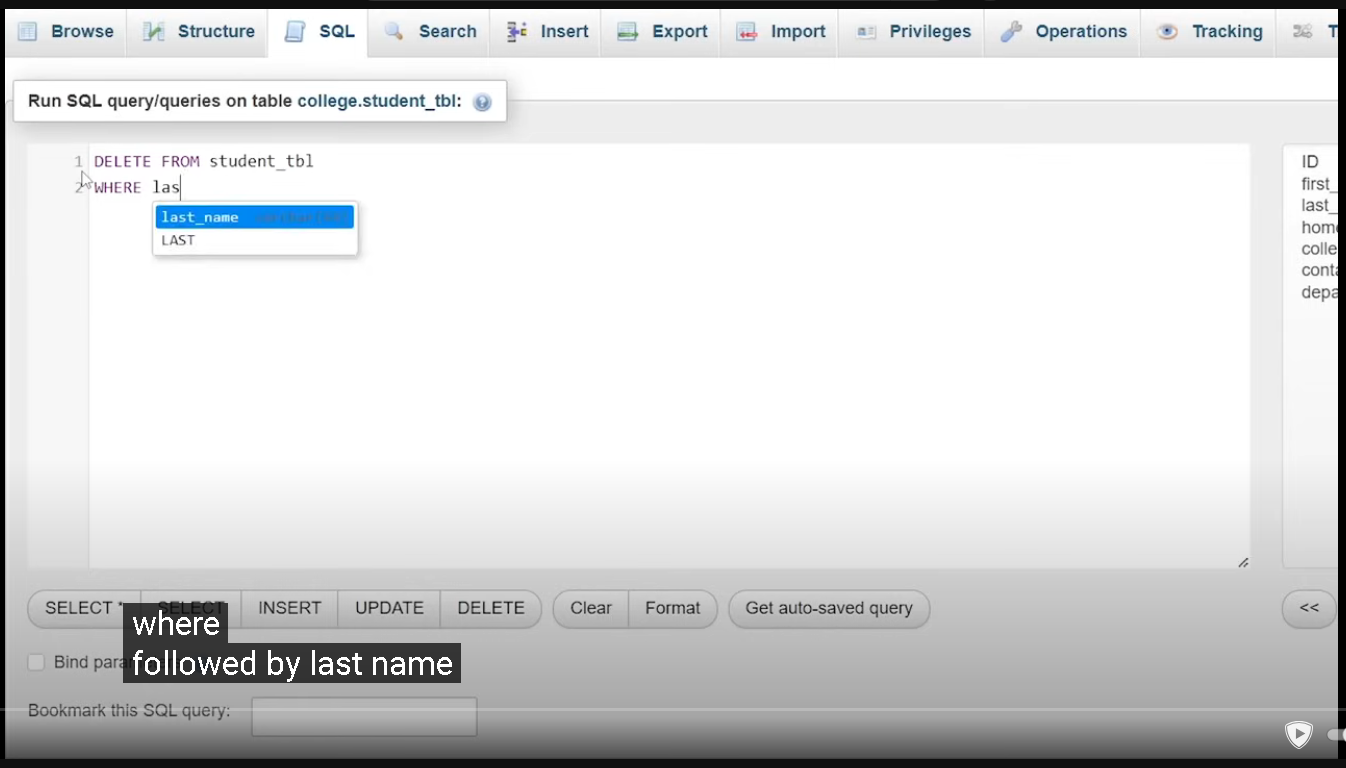 Browse Structure SQL Search Insert Export Import Privileges Operations Tracking T
Run SQL query/queries on table college.student_tbl:
1 DELETE FROM student_tbl
2 WHERE las
last_name
LAST
ID
first_
last_
home
colle
conta
depa
SELECT * SELECT INSERT UPDATE DELETE Clear Format Get auto-saved query <<
Bind para
where
followed by last name
Bookmark this SQL query: